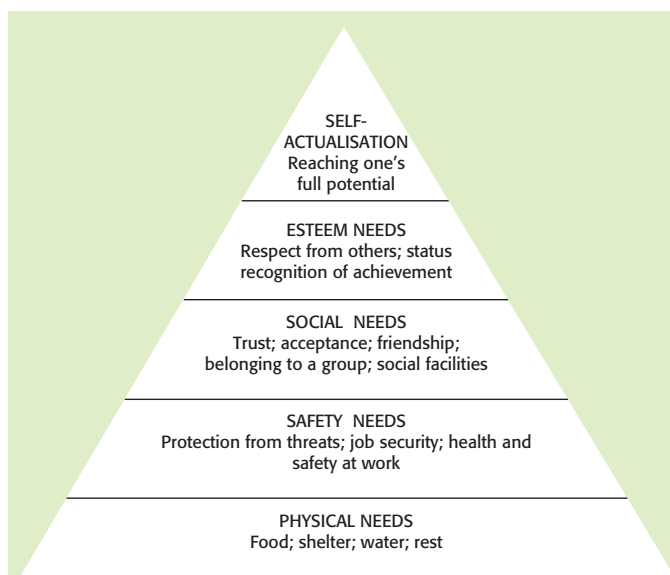 SELF-
ACTUALISATION
Reaching one's
full potential
ESTEEM NEEDS
Respect from others; status
recognition of achievement
SOCIAL NEEDS
Trust; acceptance; friendship;
belonging to a group; social facilities
SAFETY NEEDS
Protection from threats; job security; health and
safety at work
PHYSICAL NEEDS
Food; shelter; water; rest